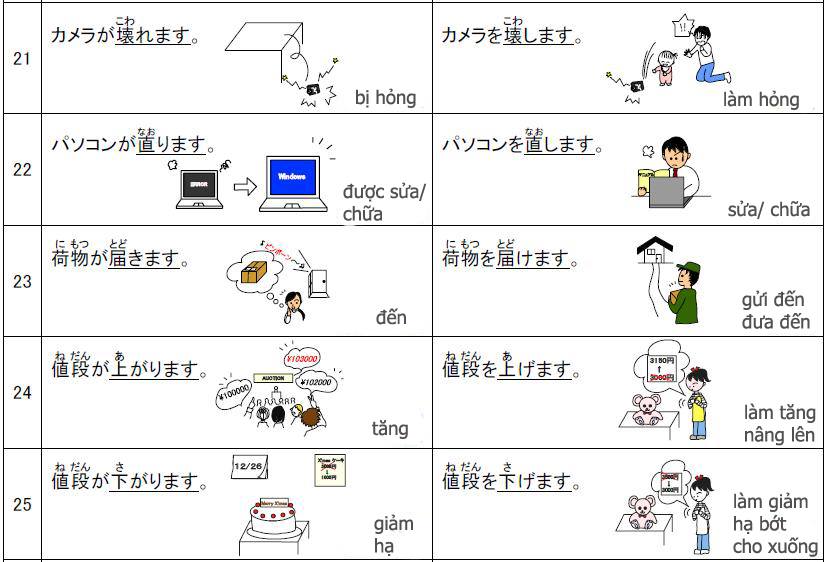 21
カメラが壊れます。
こわ
bị hỏng
カメラを壊します。
こわ
!!
làm hỏng
22
パソコンが直ります。
なお
ERROR
Windows
được sửa/
chữa
パソコンを直します。
なお
sửa/ chữa
23
荷物が届きます。
に もつ
とど
ピンポーン
đến
荷物を届けます。
に もつ
とど
gửi đến
đưa đến
24
値段が上がります。
ね だん
あ
¥103000
AUCTION
¥100000
¥102000
tăng
値段を上げます。
ね だん
あ
3150円
↑
3000円
làm tăng
nâng lên
25
値段が下がります。
ね だん
さ
12/26
X'mas ケーキ
3000円
↓
1000円
Merry X'mas
giảm
hạ
値段を下げます。
ね だん
さ
3500円
↓
3000円
làm giảm
hạ bớt
cho xuống